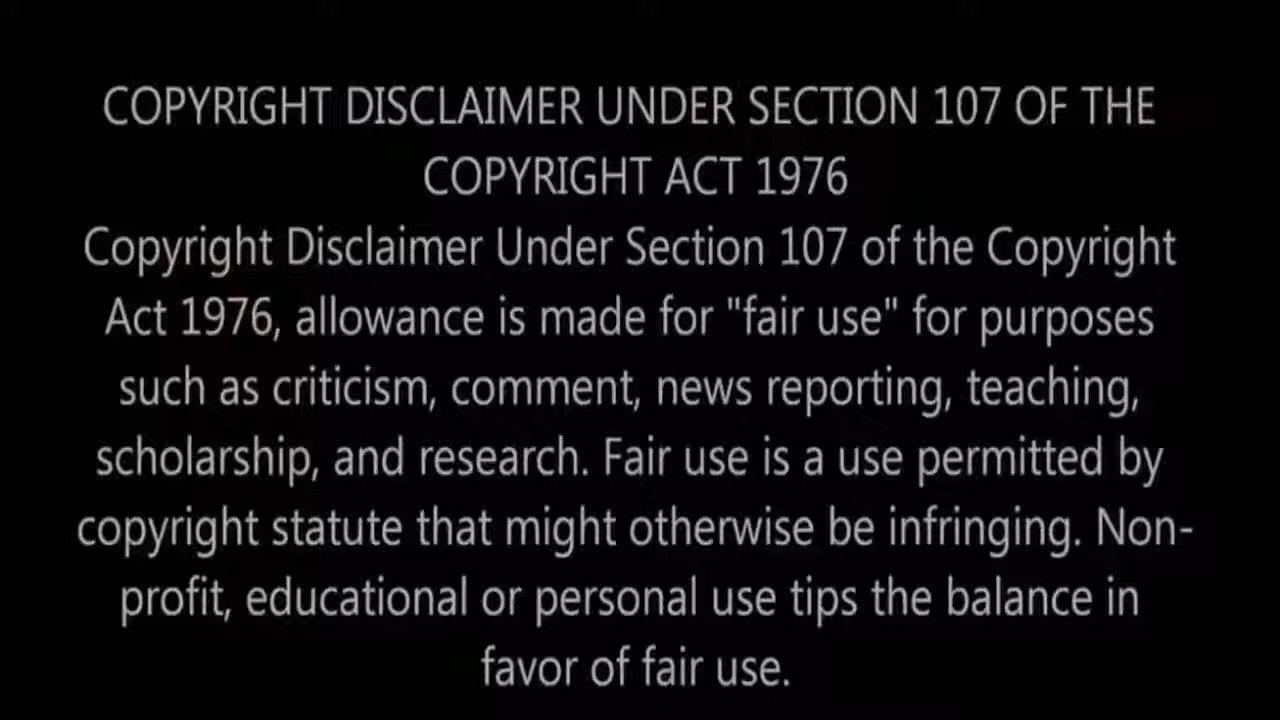 COPYRIGHT DISCLAIMER UNDER SECTION 107 OF THE
COPYRIGHT ACT 1976
Copyright Disclaimer Under Section 107 of the Copyright
Act 1976, allowance is made for "fair use" for purposes
such as criticism, comment, news reporting, teaching,
scholarship, and research. Fair use is a use permitted by
copyright statute that might otherwise be infringing. Non-
profit, educational or personal use tips the balance in
favor of fair use.